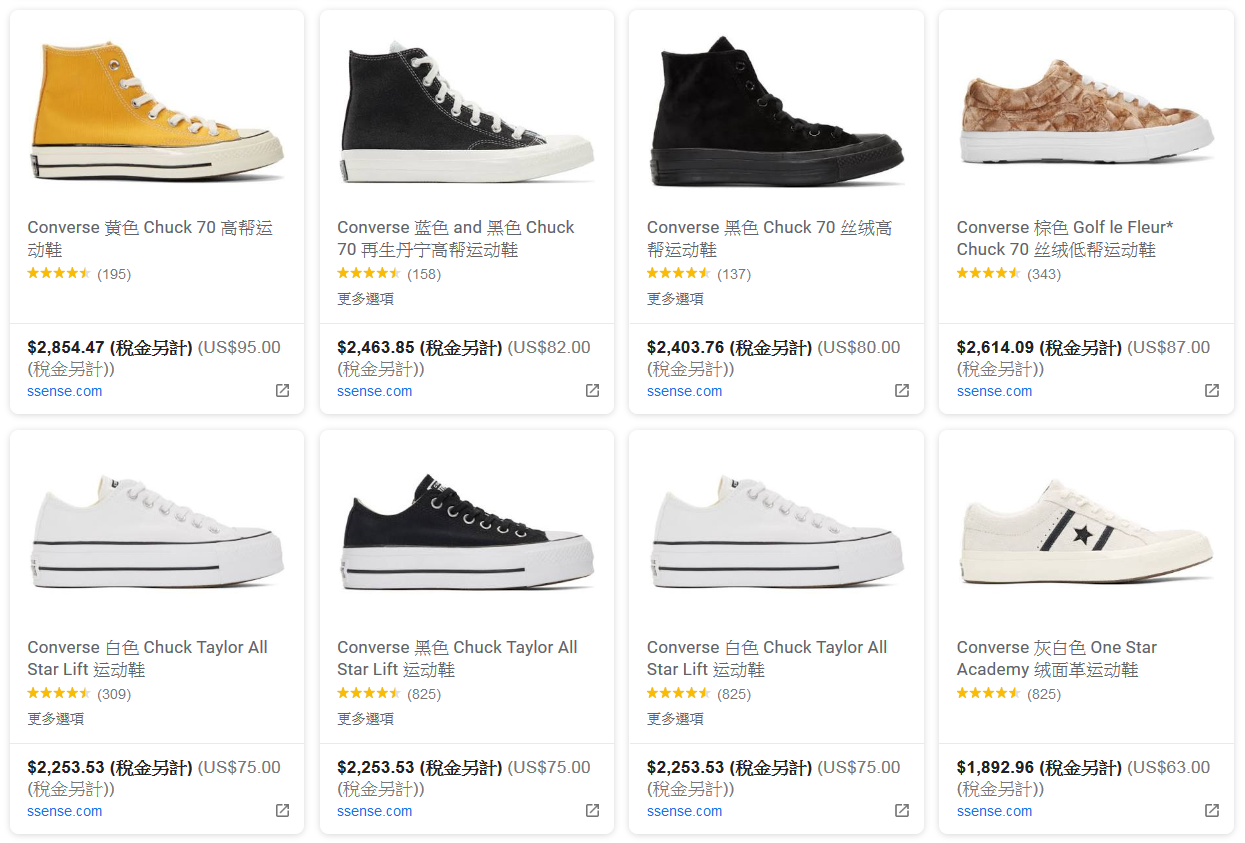 Converse 黄色 Chuck 70 高帮运
动鞋
(195)
$2,854.47 (稅金另計) (US$95.00
(稅金另計))
ssense.com
Converse 蓝色 and 黑色 Chuck
70 再生丹宁高帮运动鞋
(158)
更多選項
$2,463.85 (稅金另計) (US$82.00
(稅金另計))
ssense.com
Converse 黑色 Chuck 70 丝绒高
帮运动鞋
(137)
更多選項
$2,403.76 (稅金另計) (US$80.00
(稅金另計))
ssense.com
Converse 棕色 Golf le Fleur*
Chuck 70 丝绒低帮运动鞋
(343)
$2,614.09 (稅金另計) (US$87.00
(稅金另計))
ssense.com
Converse 白色 Chuck Taylor All
Star Lift 运动鞋
(309)
更多選項
$2,253.53 (稅金另計) (US$75.00
(稅金另計))
ssense.com
Converse 黑色 Chuck Taylor All
Star Lift 运动鞋
(825)
更多選項
$2,253.53 (稅金另計) (US$75.00
(稅金另計))
ssense.com
Converse 白色 Chuck Taylor All
Star Lift 运动鞋
(825)
更多選項
$2,253.53 (稅金另計) (US$75.00
(稅金另計))
ssense.com
Converse 灰白色 One Star
Academy 绒面革运动鞋
(825)
$1,892.96 (稅金另計) (US$63.00
(稅金另計))
ssense.com